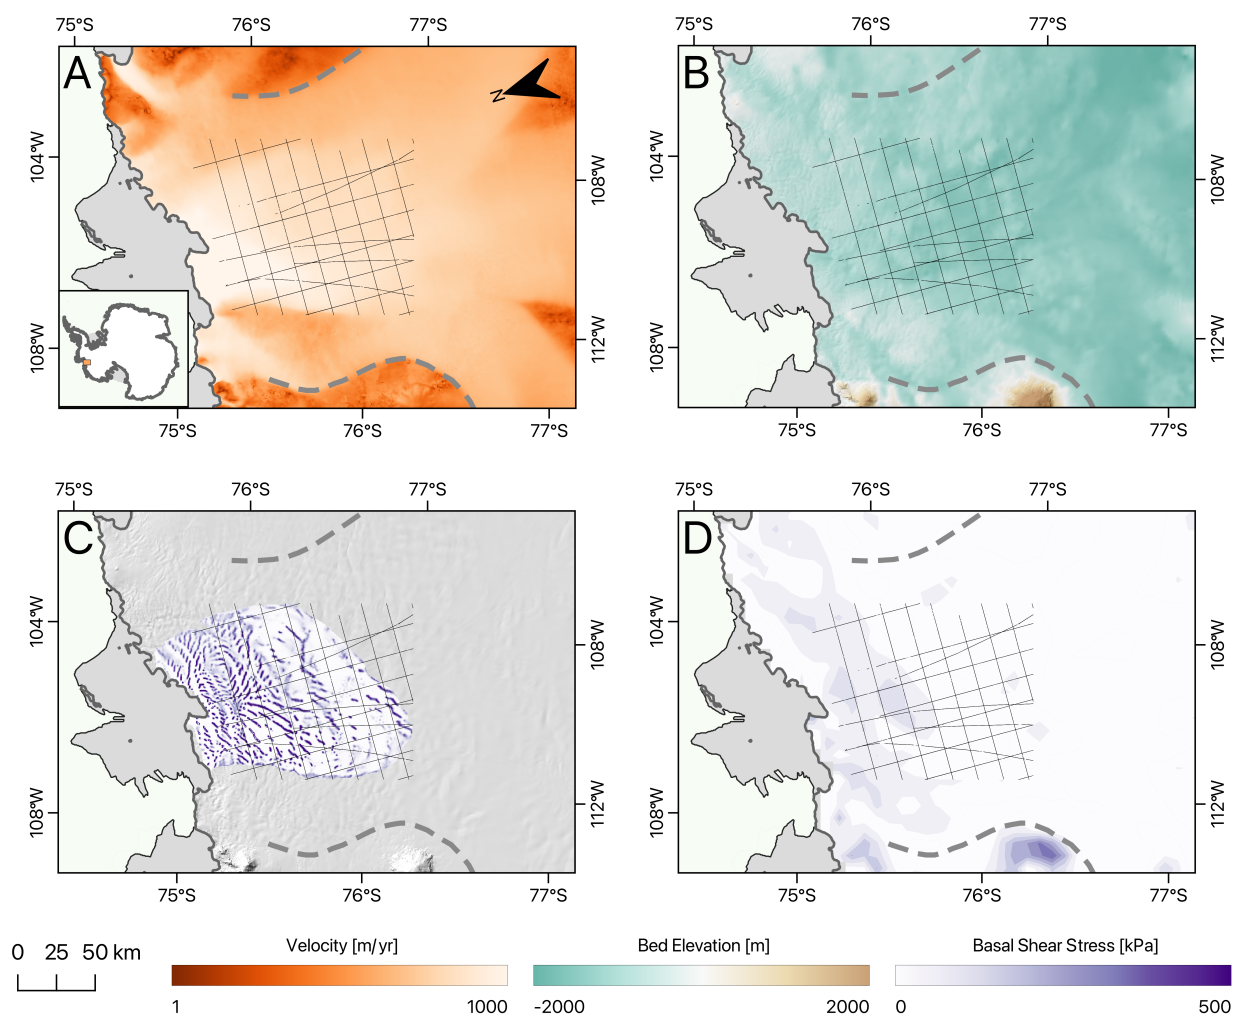 75°S 76°S 77°S
75°S 76°S 77°S
A
N
B
104°W
108°W
104°W
108°W
108°W
112°W
108°W
112°W
75°S 76°S 77°S
75°S 76°S 77°S
75°S 76°S 77°S
75°S 76°S 77°S
C
D
104°W
108°W
104°W
108°W
108°W
112°W
108°W
112°W
75°S 76°S 77°S
75°S 76°S 77°S
0 25 50 km
Velocity [m/yr]
1 1000
Bed Elevation [m]
-2000 2000
Basal Shear Stress [kPa]
0 500